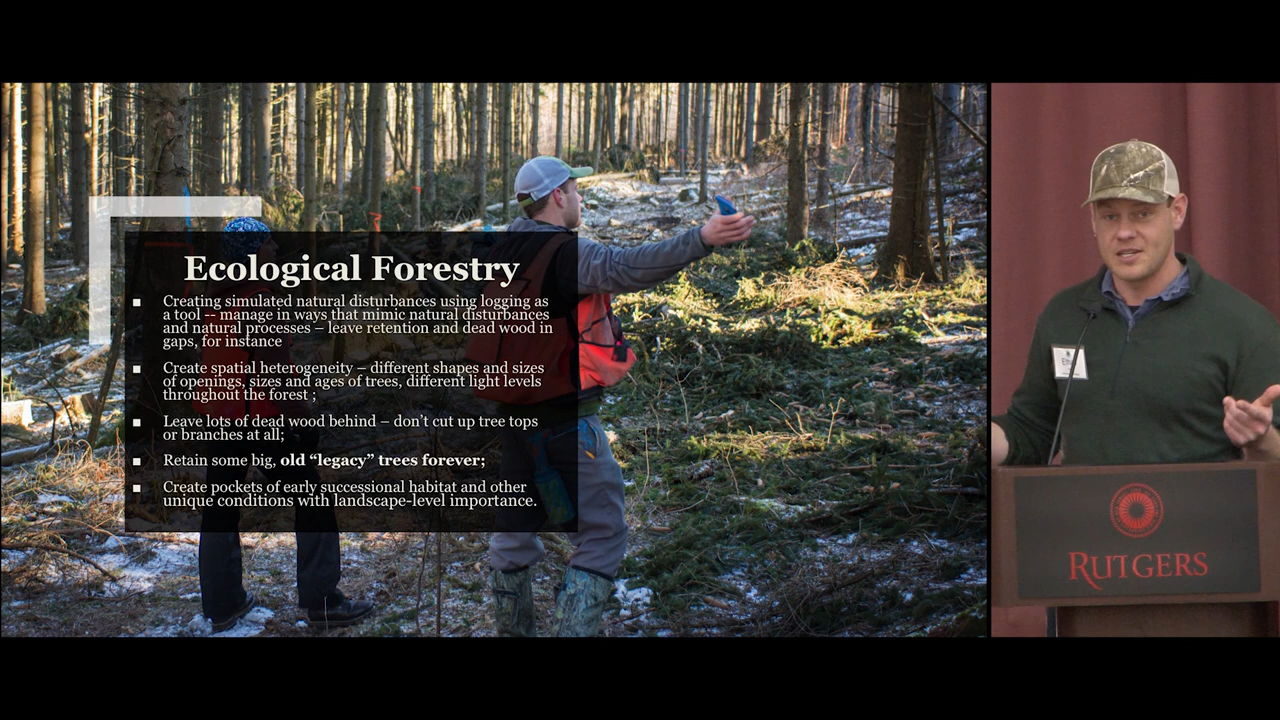 Ecological Forestry
Creating simulated natural disturbances using logging as
a tool -- manage in ways that mimic natural disturbances
and natural processes – leave retention and dead wood in
gaps, for instance
Create spatial heterogeneity – different shapes and sizes
of openings, sizes and ages of trees, different light levels
throughout the forest ;
Leave lots of dead wood behind – don't cut up tree tops
or branches at all;
Retain some big, old “legacy” trees forever;
Create pockets of early successional habitat and other
unique conditions with landscape-level importance.
RUTGERS